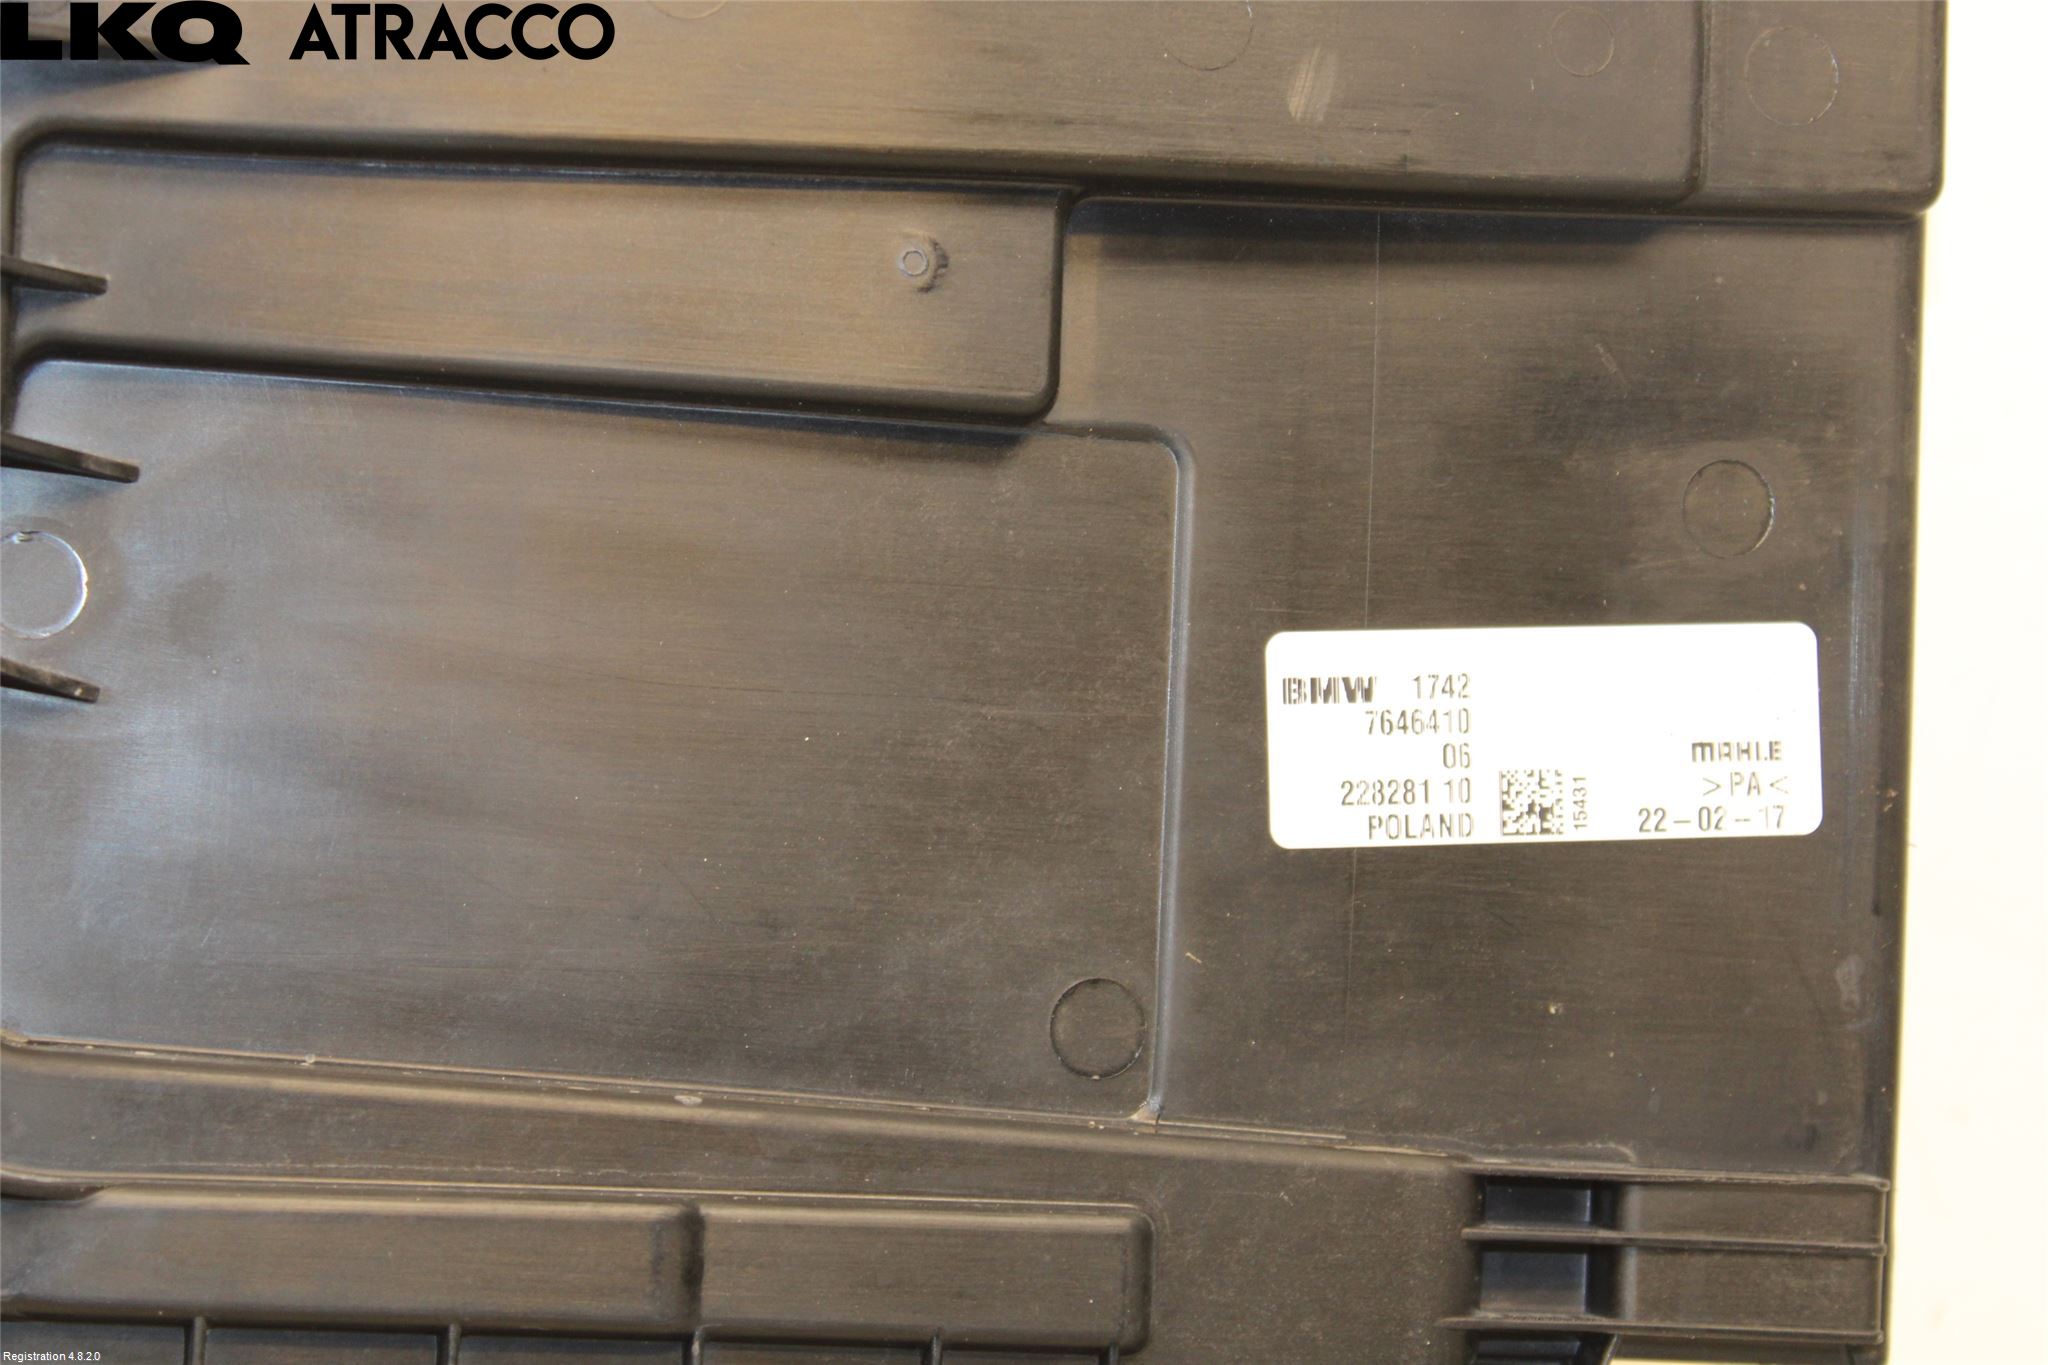 LKQ ATRACCO
BMW 1742
7646410
06
228281 10
POLAND
15431
MAHLE
>PA<
22-02-17
Registration 4.8.2.0